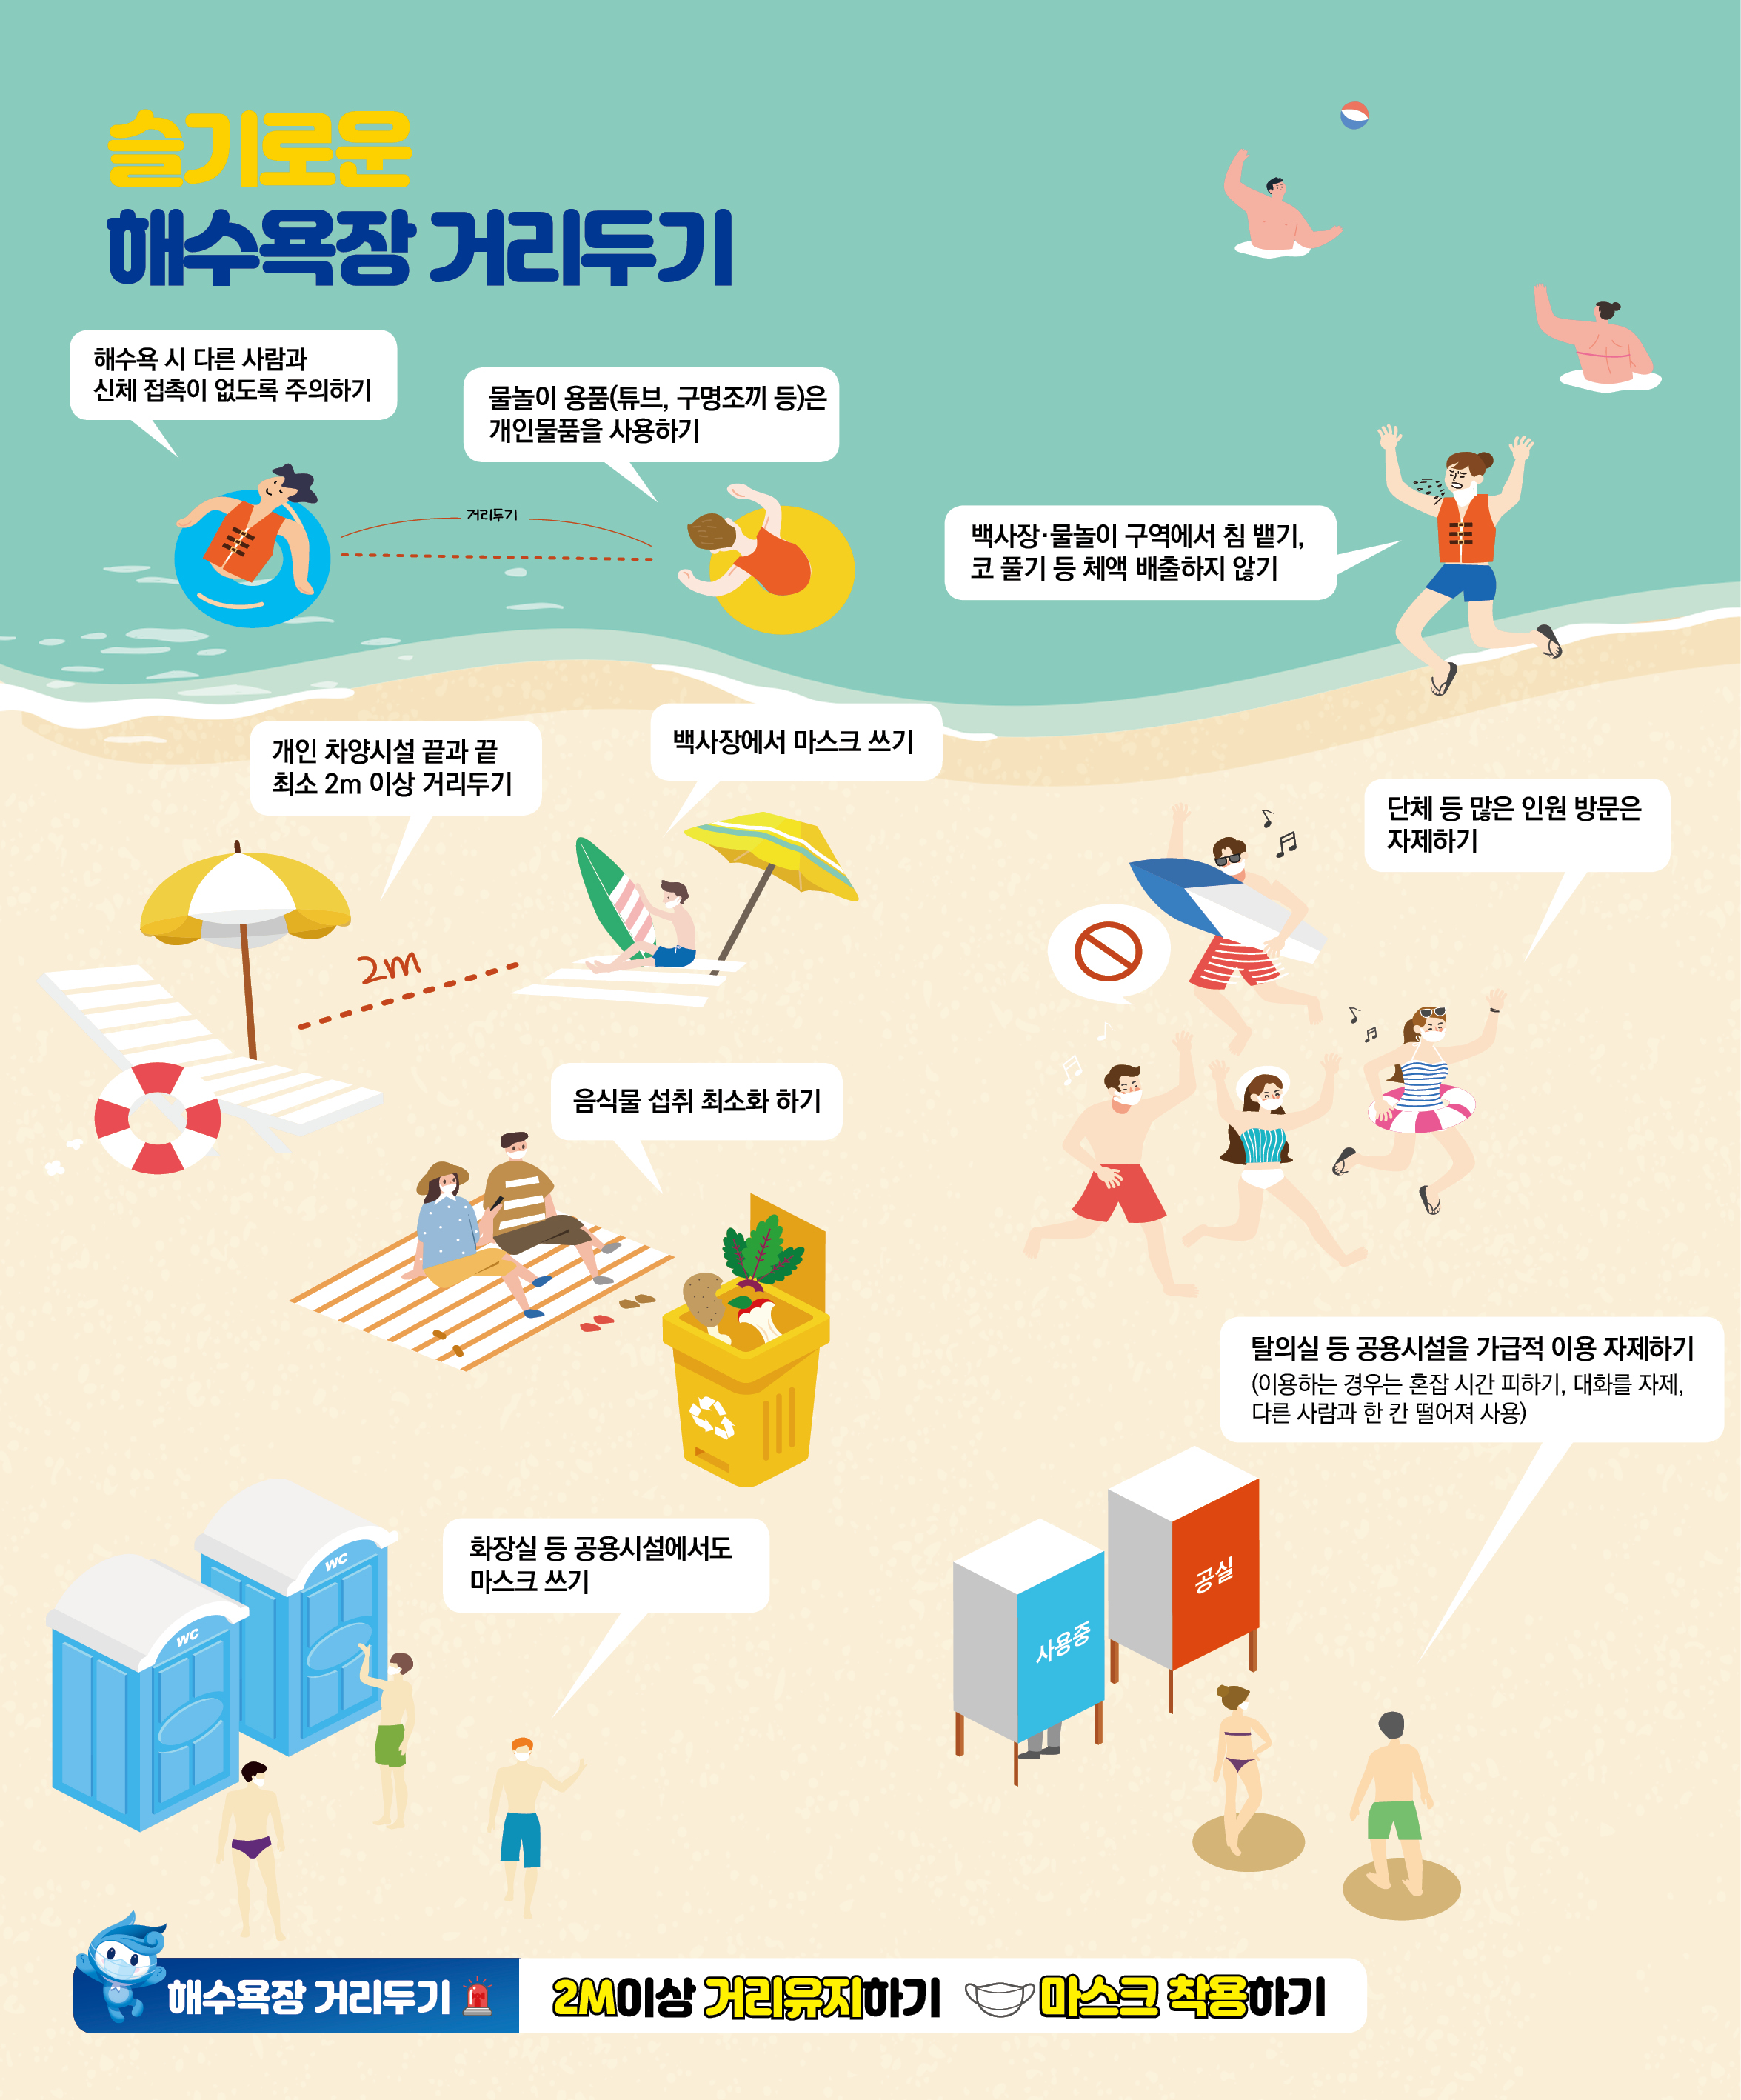 슬기로운
해수욕장 거리두기
해수욕 시 다른 사람과
신체 접촉이 없도록 주의하기
물놀이 용품(튜브, 구명조끼 등)은
개인물품을 사용하기
거리두기
백사장·물놀이 구역에서 침 뱉기,
코 풀기 등 체액 배출하지 않기
개인 차양시설 끝과 끝
최소 2m 이상 거리두기
백사장에서 마스크 쓰기
단체 등 많은 인원 방문은
자제하기
2m
음식물 섭취 최소화 하기
탈의실 등 공용시설을 가급적 이용 자제하기
(이용하는 경우는 혼잡 시간 피하기, 대화를 자제,
다른 사람과 한 칸 떨어져 사용)
화장실 등 공용시설에서도
마스크 쓰기
WC
WC
공실
사용중
해수욕장 거리두기
2M이상 거리유지하기 마스크 착용하기